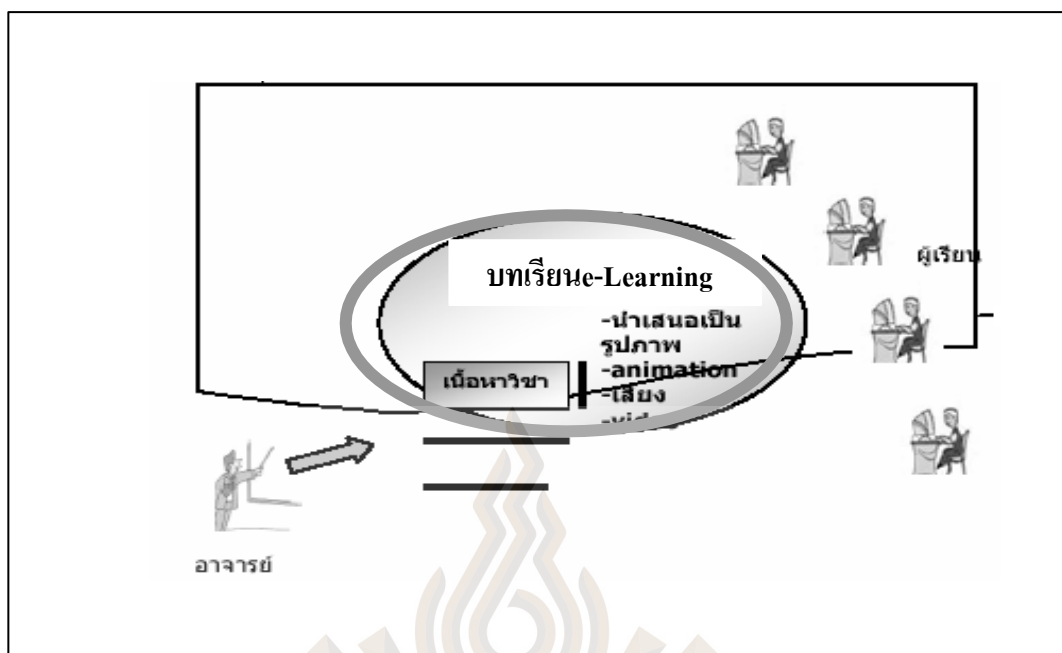 บทเรียนe-Learning
ผู้เรียน
-นำเสนอเป็น
รูปภาพ
-animation
-เสียง
เนื้อหาวิชา
อาจารย์